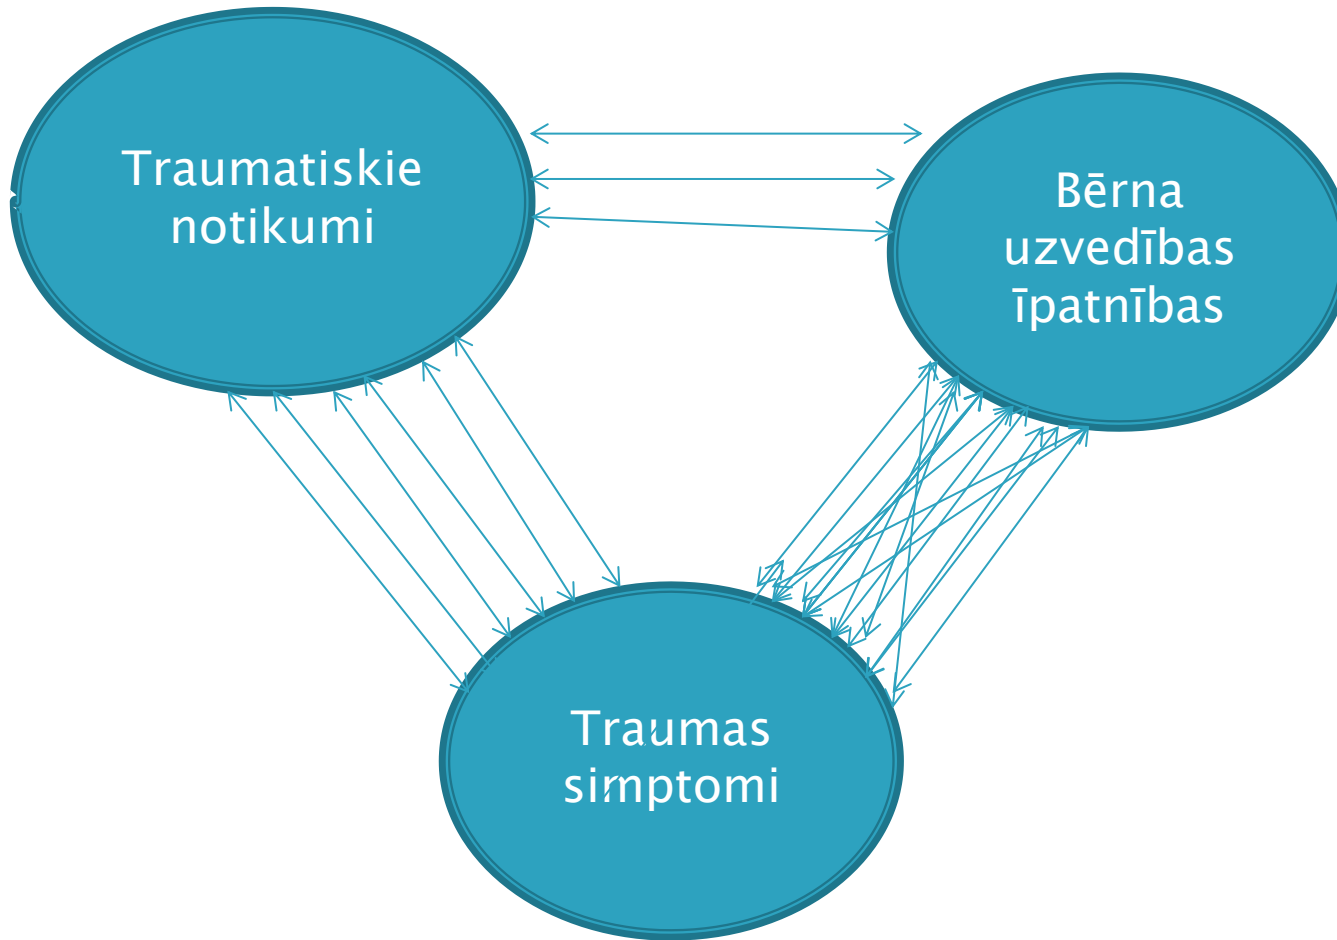 Traumatiskie
notikumi
Bērna
uzvedības
īpatnības
Traumas
simptomi